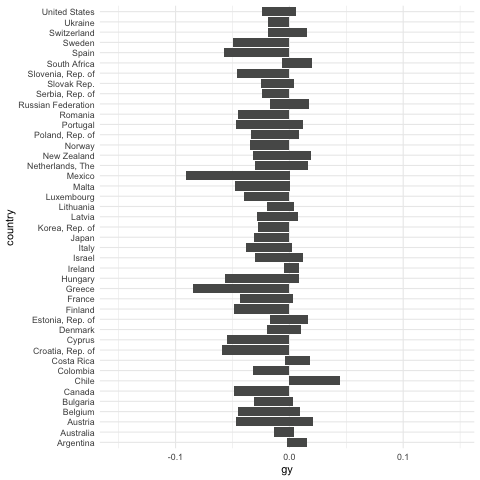 United States
Ukraine
Switzerland
Sweden
Spain
South Africa
Slovenia, Rep. of
Slovak Rep.
Serbia, Rep. of
Russian Federation
Romania
Portugal
Poland, Rep. of
Norway
New Zealand
Netherlands, The
Mexico
Malta
Luxembourg
Lithuania
Latvia
Korea, Rep. of
Japan
Italy
Israel
Ireland
Hungary
Greece
France
Finland
Estonia, Rep. of
Denmark
Cyprus
Croatia, Rep. of
Costa Rica
Colombia
Chile
Canada
Bulgaria
Belgium
Austria
Australia
Argentina
country
-0.1 0.0 0.1
gy